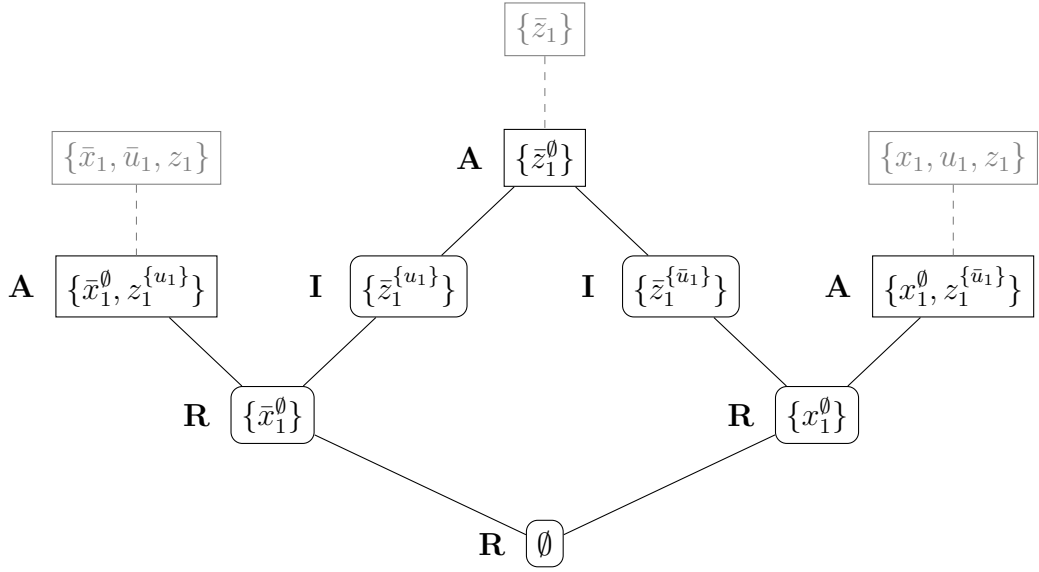 {z̄₁}
{x̄₁, ū₁, z₁}
A {z̄₁^∅}
{x₁, u₁, z₁}
A {x̄₁^∅, z₁^{u₁}}
I {z̄₁^{u₁}}
I {z̄₁^{ū₁}}
A {x₁^∅, z₁^{ū₁}}
R {x̄₁^∅}
R {x₁^∅}
R ∅